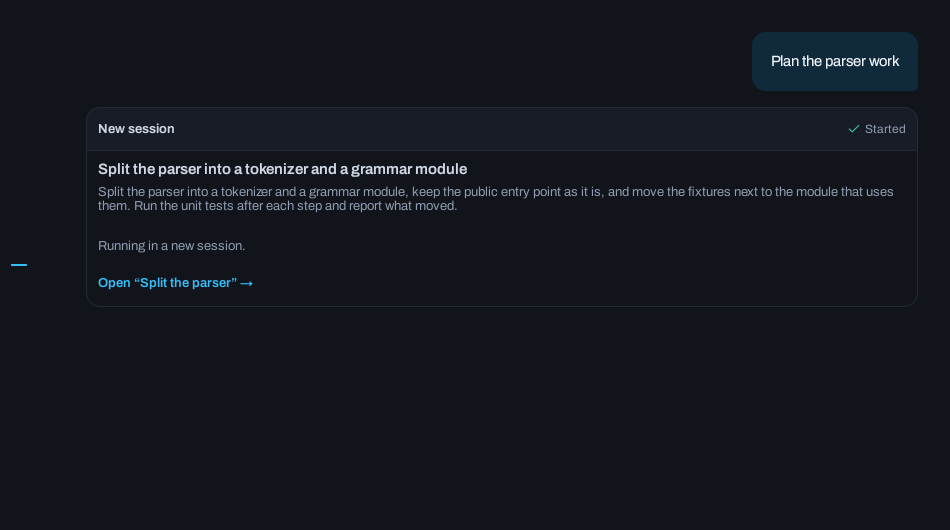 Plan the parser work
New session
Started
Split the parser into a tokenizer and a grammar module
Split the parser into a tokenizer and a grammar module, keep the public entry point as it is, and move the fixtures next to the module that uses
them. Run the unit tests after each step and report what moved.
Running in a new session.
Open “Split the parser” →